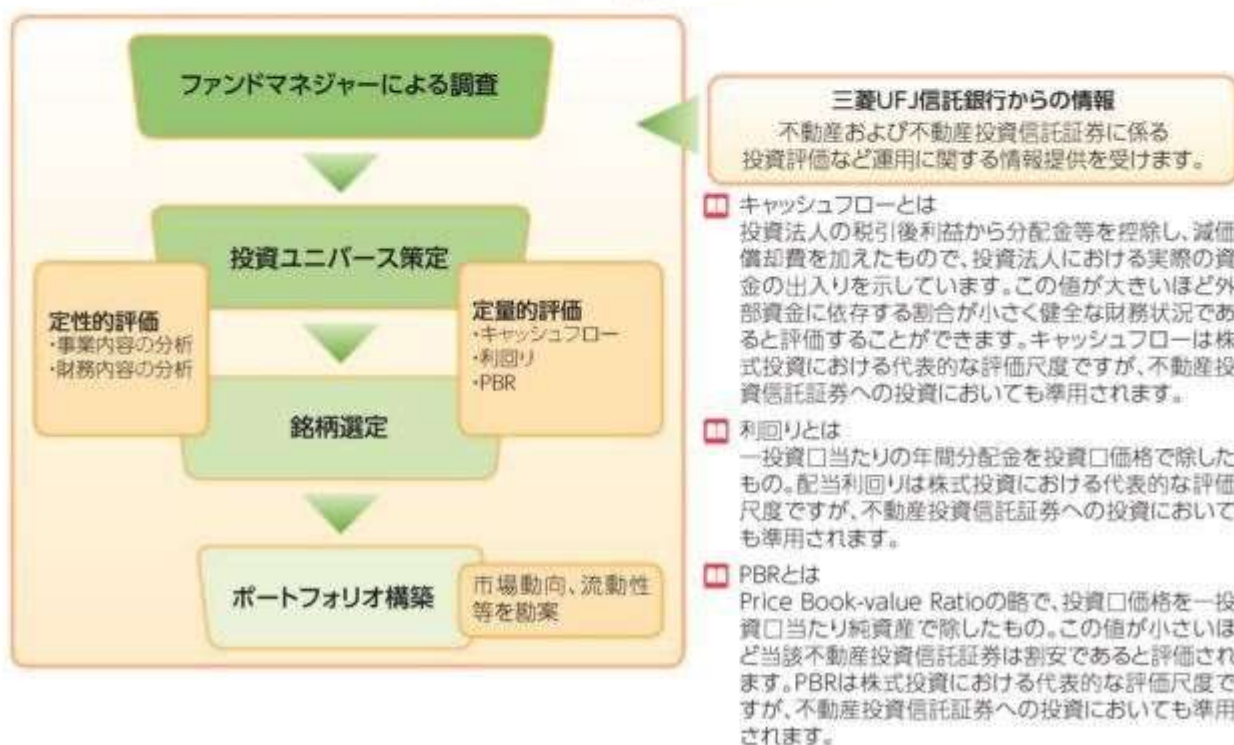 ファンドマネジャーによる調査
投資ユニバース策定
定性的評価
・事業内容の分析
・財務内容の分析
定量的評価
・キャッシュフロー
・利回り
・PBR
銘柄選定
ポートフォリオ構築
市場動向、流動性
等を勘案
三菱UFJ信託銀行からの情報
不動産および不動産投資信託証券に係る
投資評価など運用に関する情報提供を受けます。
キャッシュフローとは
投資法人の税引後利益から分配金等を控除し、減価
償却費を加えたもので、投資法人における実際の資
金の出入りを示しています。この値が大きいほど外
部資金に依存する割合が小さく健全な財務状況であ
ると評価することができます。キャッシュフローは株
式投資における代表的な評価尺度ですが、不動産投
資信託証券への投資においても準用されます。
利回りとは
一投資口当たりの年間分配金を投資口価格で除した
もの。配当利回りは株式投資における代表的な評価
尺度ですが、不動産投資信託証券への投資において
も準用されます。
PBRとは
Price Book-value Ratioの略で、投資口価格を一投
資口当たり純資産で除したもの。この値が小さいほ
ど当該不動産投資信託証券は割安であると評価され
ます。PBRは株式投資における代表的な評価尺度で
すが、不動産投資信託証券への投資においても準用
されます。